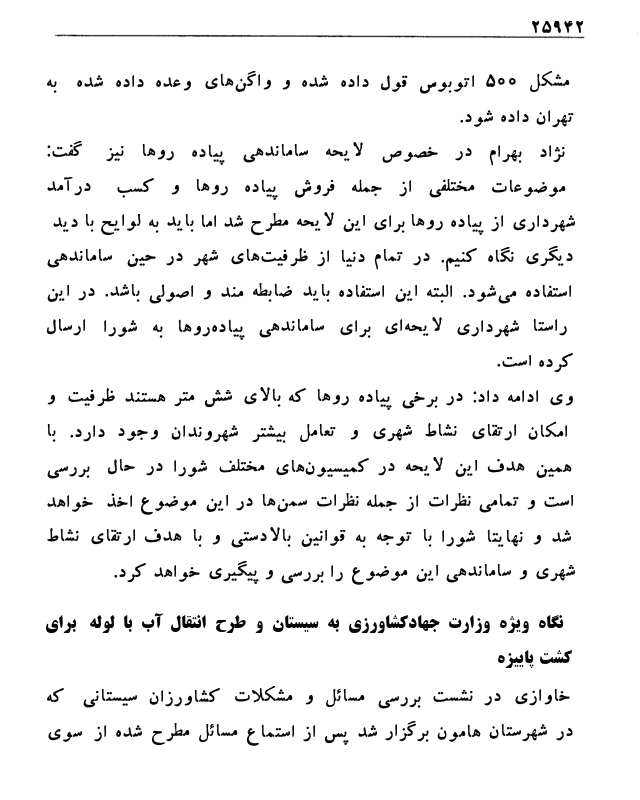 ۲۵۹۴۲
مشکل ۵۰۰ اتوبوس قول داده شده و واگن‌های وعده داده شده به
تهران داده شود.
نژاد بهرام در خصوص لایحه ساماندهی پیاده روها نیز گفت:
موضوعات مختلفی از جمله فروش پیاده روها و کسب درآمد
شهرداری از پیاده روها برای این لایحه مطرح شد اما باید به لوایح با دید
دیگری نگاه کنیم. در تمام دنیا از ظرفیت‌های شهر در حین ساماندهی
استفاده می‌شود. البته این استفاده باید ضابطه مند و اصولی باشد. در این
راستا شهرداری لایحه‌ای برای ساماندهی پیاده‌روها به شورا ارسال
کرده است.
وی ادامه داد: در برخی پیاده روها که بالای شش متر هستند ظرفیت و
امکان ارتقای نشاط شهری و تعامل بیشتر شهروندان وجود دارد. با
همین هدف این لایحه در کمیسیون‌های مختلف شورا در حال بررسی
است و تمامی نظرات از جمله نظرات سمن‌ها در این موضوع اخذ خواهد
شد و نهایتا شورا با توجه به قوانین بالادستی و با هدف ارتقای نشاط
شهری و ساماندهی این موضوع را بررسی و پیگیری خواهد کرد.
نگاه ویژه وزارت جهادکشاورزی به سیستان و طرح انتقال آب با لوله برای
کشت پاییزه
خاوازی در نشست بررسی مسائل و مشکلات کشاورزان سیستانی که
در شهرستان هامون برگزار شد پس از استماع مسائل مطرح شده از سوی